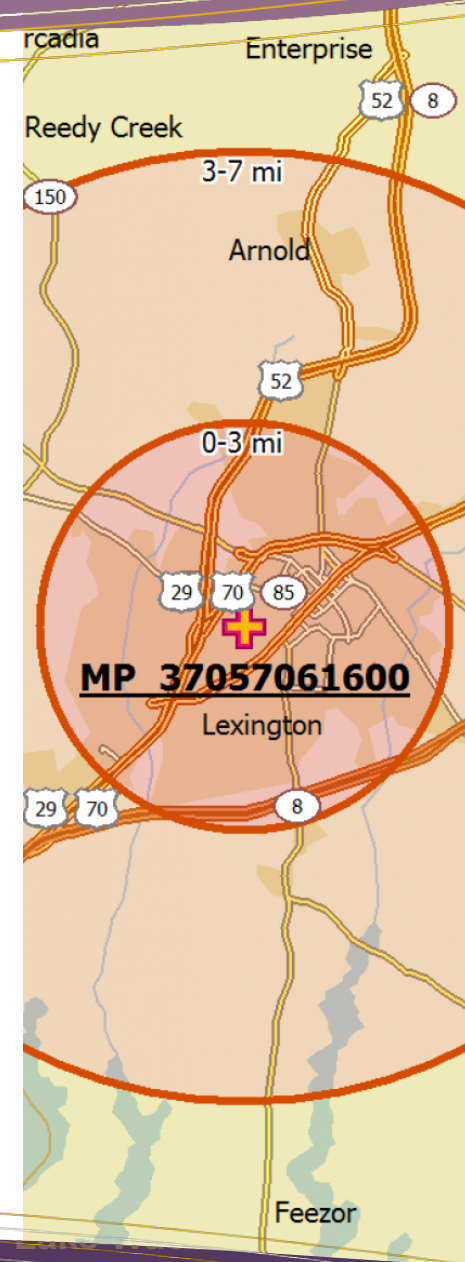 rcadia
Enterprise
52
8
Reedy Creek
3-7 mi
150
Arnold
52
0-3 mi
29
70
85
MP 37057061600
Lexington
29
70
8
Feezor